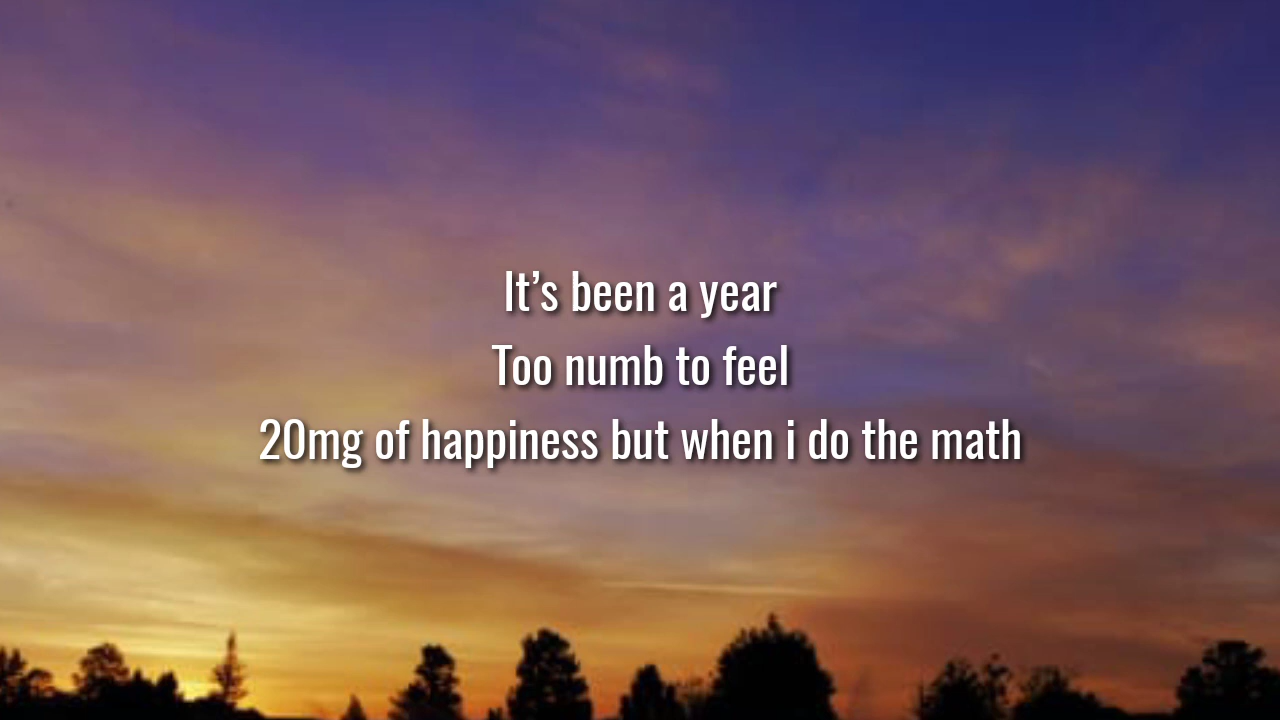 It’s been a year
Too numb to feel
20mg of happiness but when i do the math